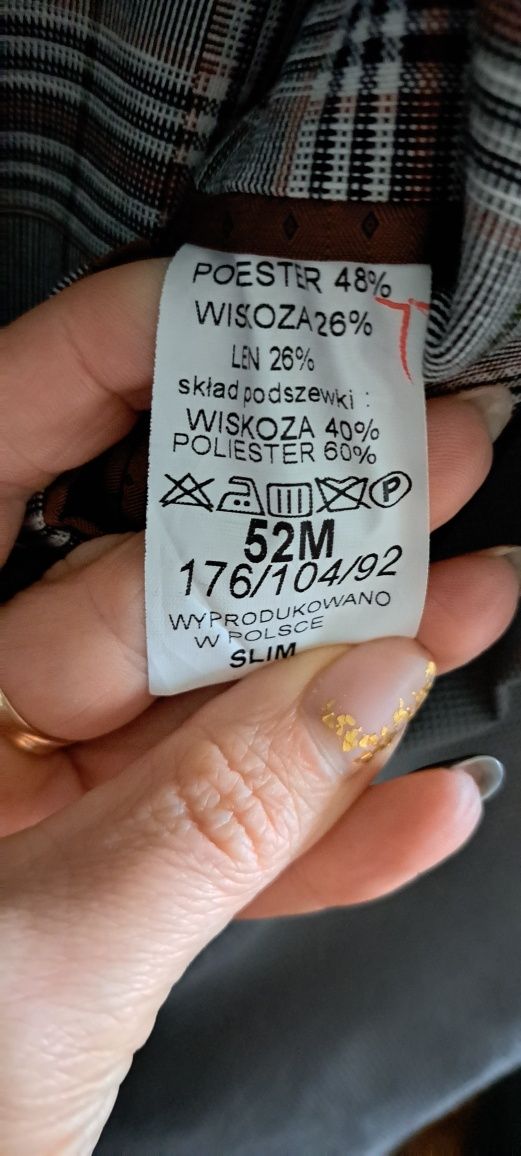 POESTER 48%
WISKOZA 26%
LEN 26%
skład podszewki :
WISKOZA 40%
POLIESTER 60%
P
52M
176/104/92
WYPRODUKOWANO
W POLSCE
SLIM